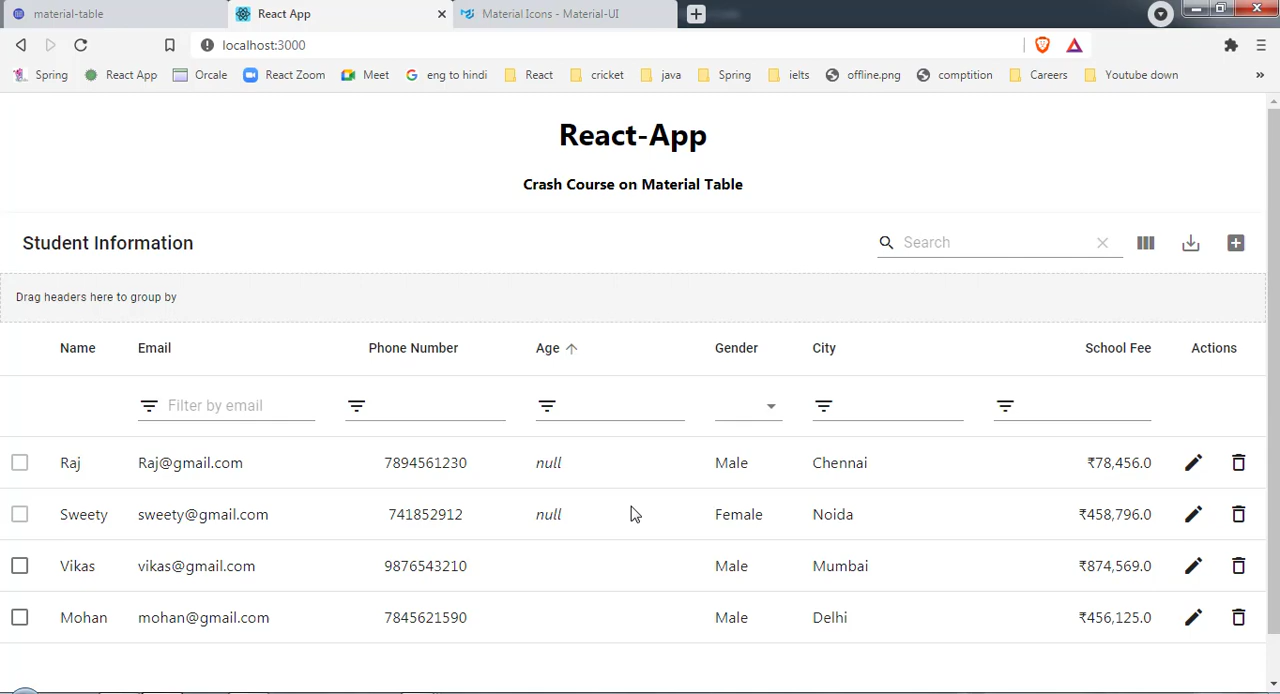 material-table React App Material Icons - Material-UI
localhost:3000
Spring React App Orcale React Zoom Meet eng to hindi React cricket java Spring ielts offline.png comptition Careers Youtube down »
React-App
Crash Course on Material Table
Student Information Search
Drag headers here to group by
Name Email Phone Number Age Gender City School Fee Actions
Filter by email
Raj Raj@gmail.com 7894561230 null Male Chennai ₹78,456.0
Sweety sweety@gmail.com 741852912 null Female Noida ₹458,796.0
Vikas vikas@gmail.com 9876543210 Male Mumbai ₹874,569.0
Mohan mohan@gmail.com 7845621590 Male Delhi ₹456,125.0